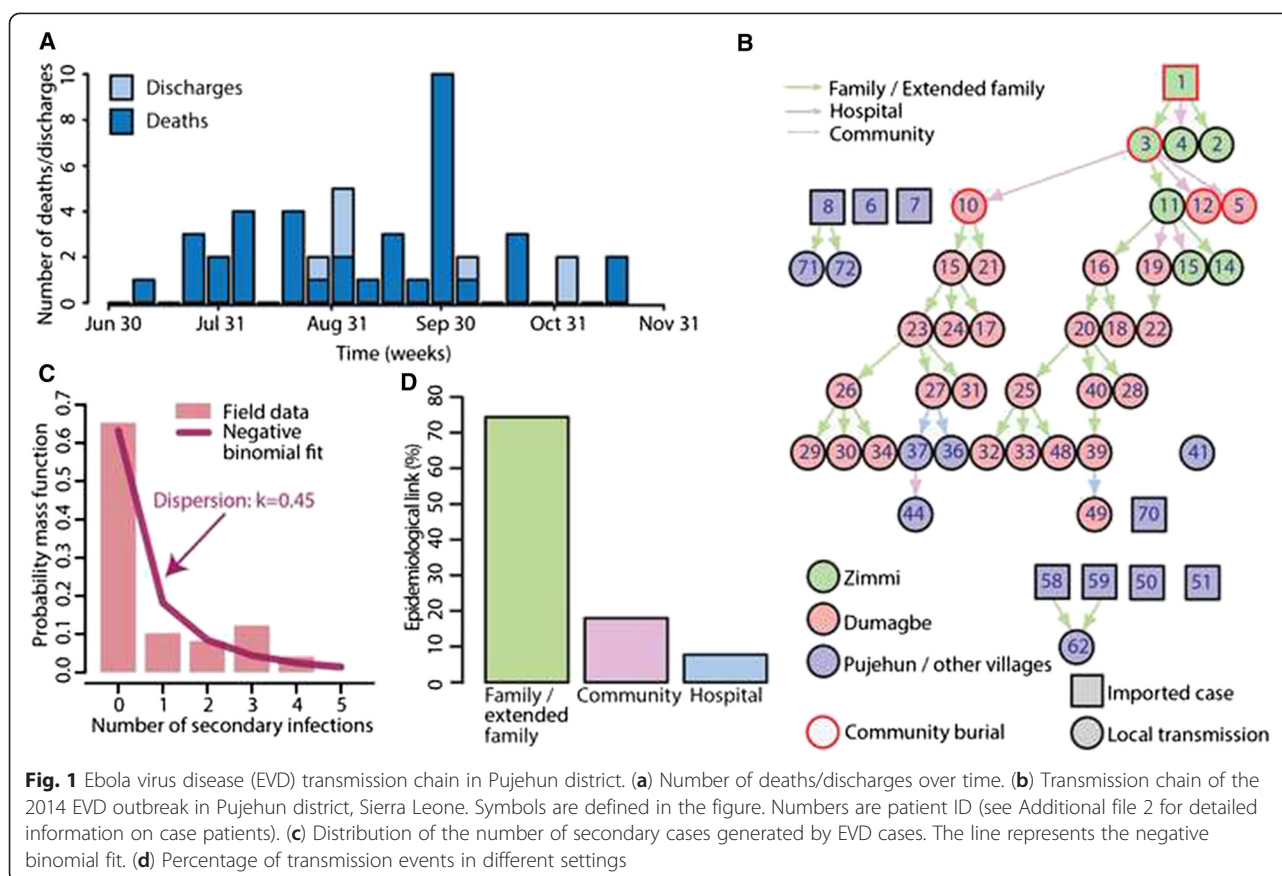 A
Discharges
Deaths
Number of deaths/discharges
0 2 4 6 8 10
Jun 30 Jul 31 Aug 31 Sep 30 Oct 31 Nov 31
Time (weeks)
B
Family / Extended family
Hospital
Community
1
3 4 2
8 6 7 10 11 12 5
71 72 15 21 16 19 15 14
23 24 17 20 18 22
26 27 31 25 40 28
29 30 34 37 36 32 33 48 39 41
44 49 70
58 59 50 51
62
Zimmi
Dumagbe
Pujehun / other villages
Community burial
Imported case
Local transmission
C
Field data
Negative
binomial fit
Dispersion: k=0.45
Probability mass function
0.0 0.1 0.2 0.3 0.4 0.5 0.6 0.7
0 1 2 3 4 5
Number of secondary infections
D
Epidemiological link (%)
0 10 20 30 40 50 60 70 80
Family /
extended
family
Community
Hospital
Fig. 1 Ebola virus disease (EVD) transmission chain in Pujehun district. (a) Number of deaths/discharges over time. (b) Transmission chain of the
2014 EVD outbreak in Pujehun district, Sierra Leone. Symbols are defined in the figure. Numbers are patient ID (see Additional file 2 for detailed
information on case patients). (c) Distribution of the number of secondary cases generated by EVD cases. The line represents the negative
binomial fit. (d) Percentage of transmission events in different settings